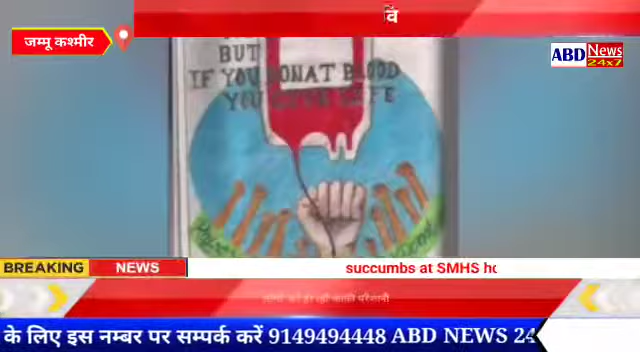 वि
जम्मू कश्मीर
ABD News
24x7
BUT
IF YOU DONAT BLOOD
YOU
BREAKING NEWS
succumbs at SMHS
के लिए इस नम्बर पर सम्पर्क करें 9149494448 ABD NEWS 24